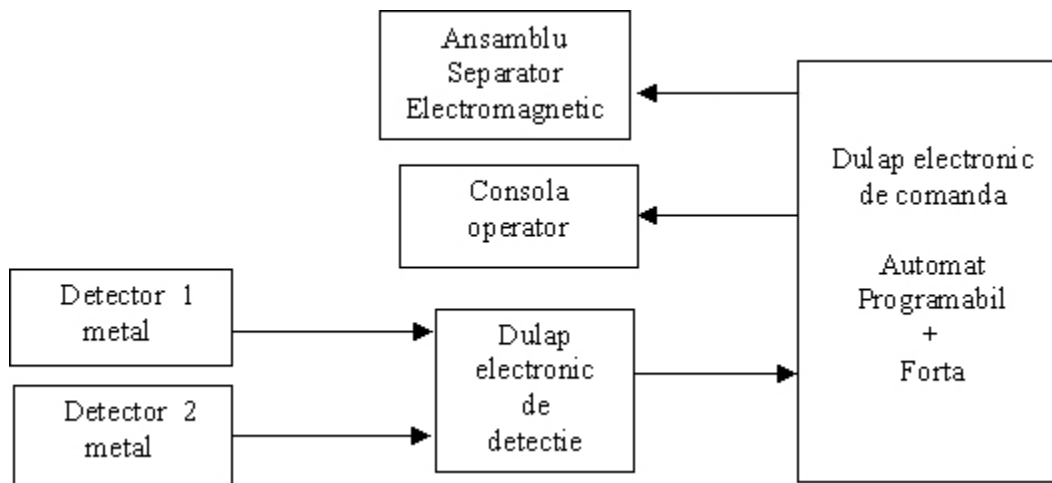 Ansamblu
Separator
Electromagnetic
Consola
operator
Dulap electronic
de comanda
Automat
Programabil
+
Forta
Detector 1
metal
Detector 2
metal
Dulap
electronic
de
detectie